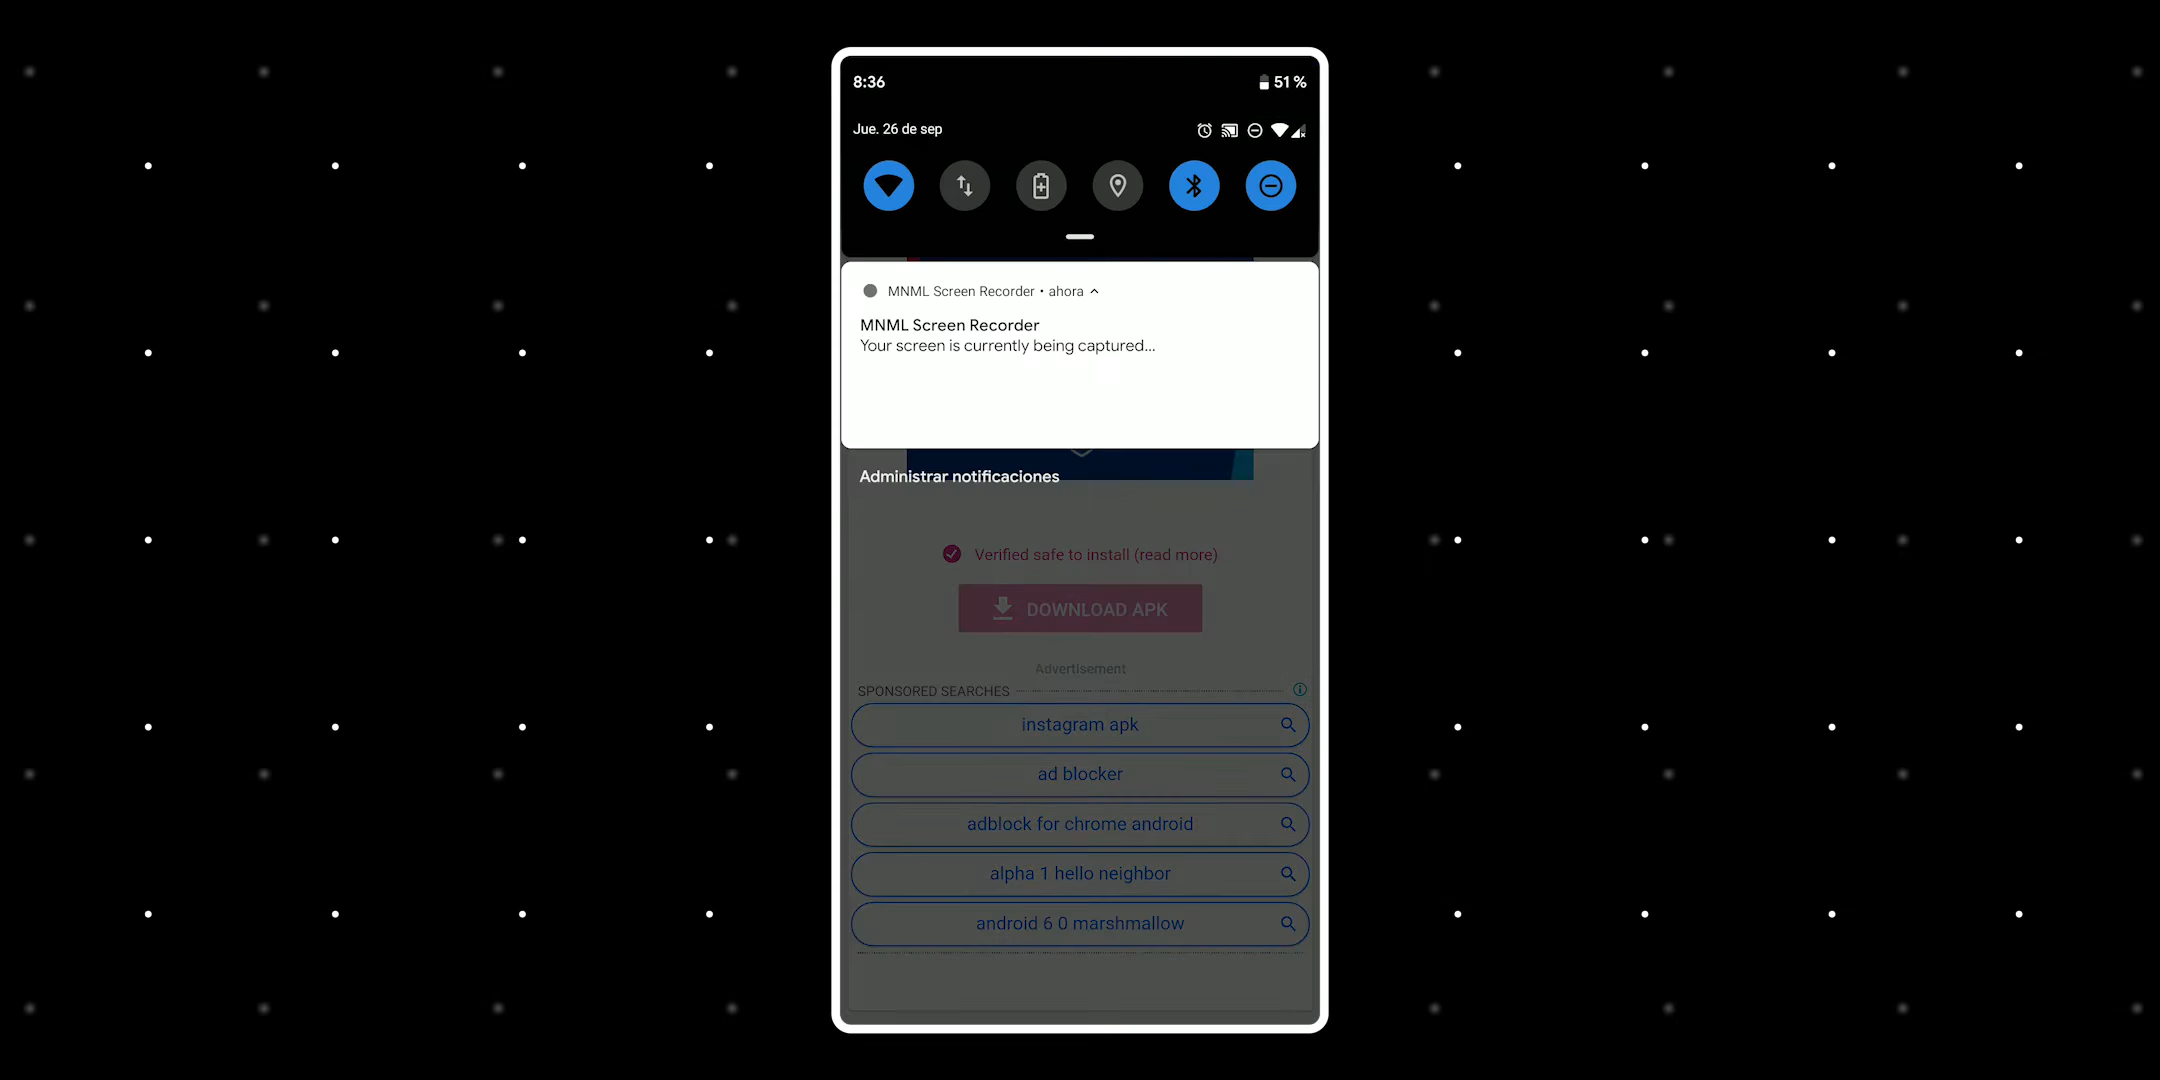 8:36
51 %
Jue. 26 de sep
MNML Screen Recorder • ahora
MNML Screen Recorder
Your screen is currently being captured...
Administrar notificaciones
Verified safe to install (read more)
DOWNLOAD APK
Advertisement
SPONSORED SEARCHES
instagram apk
ad blocker
adblock for chrome android
alpha 1 hello neighbor
android 6 0 marshmallow